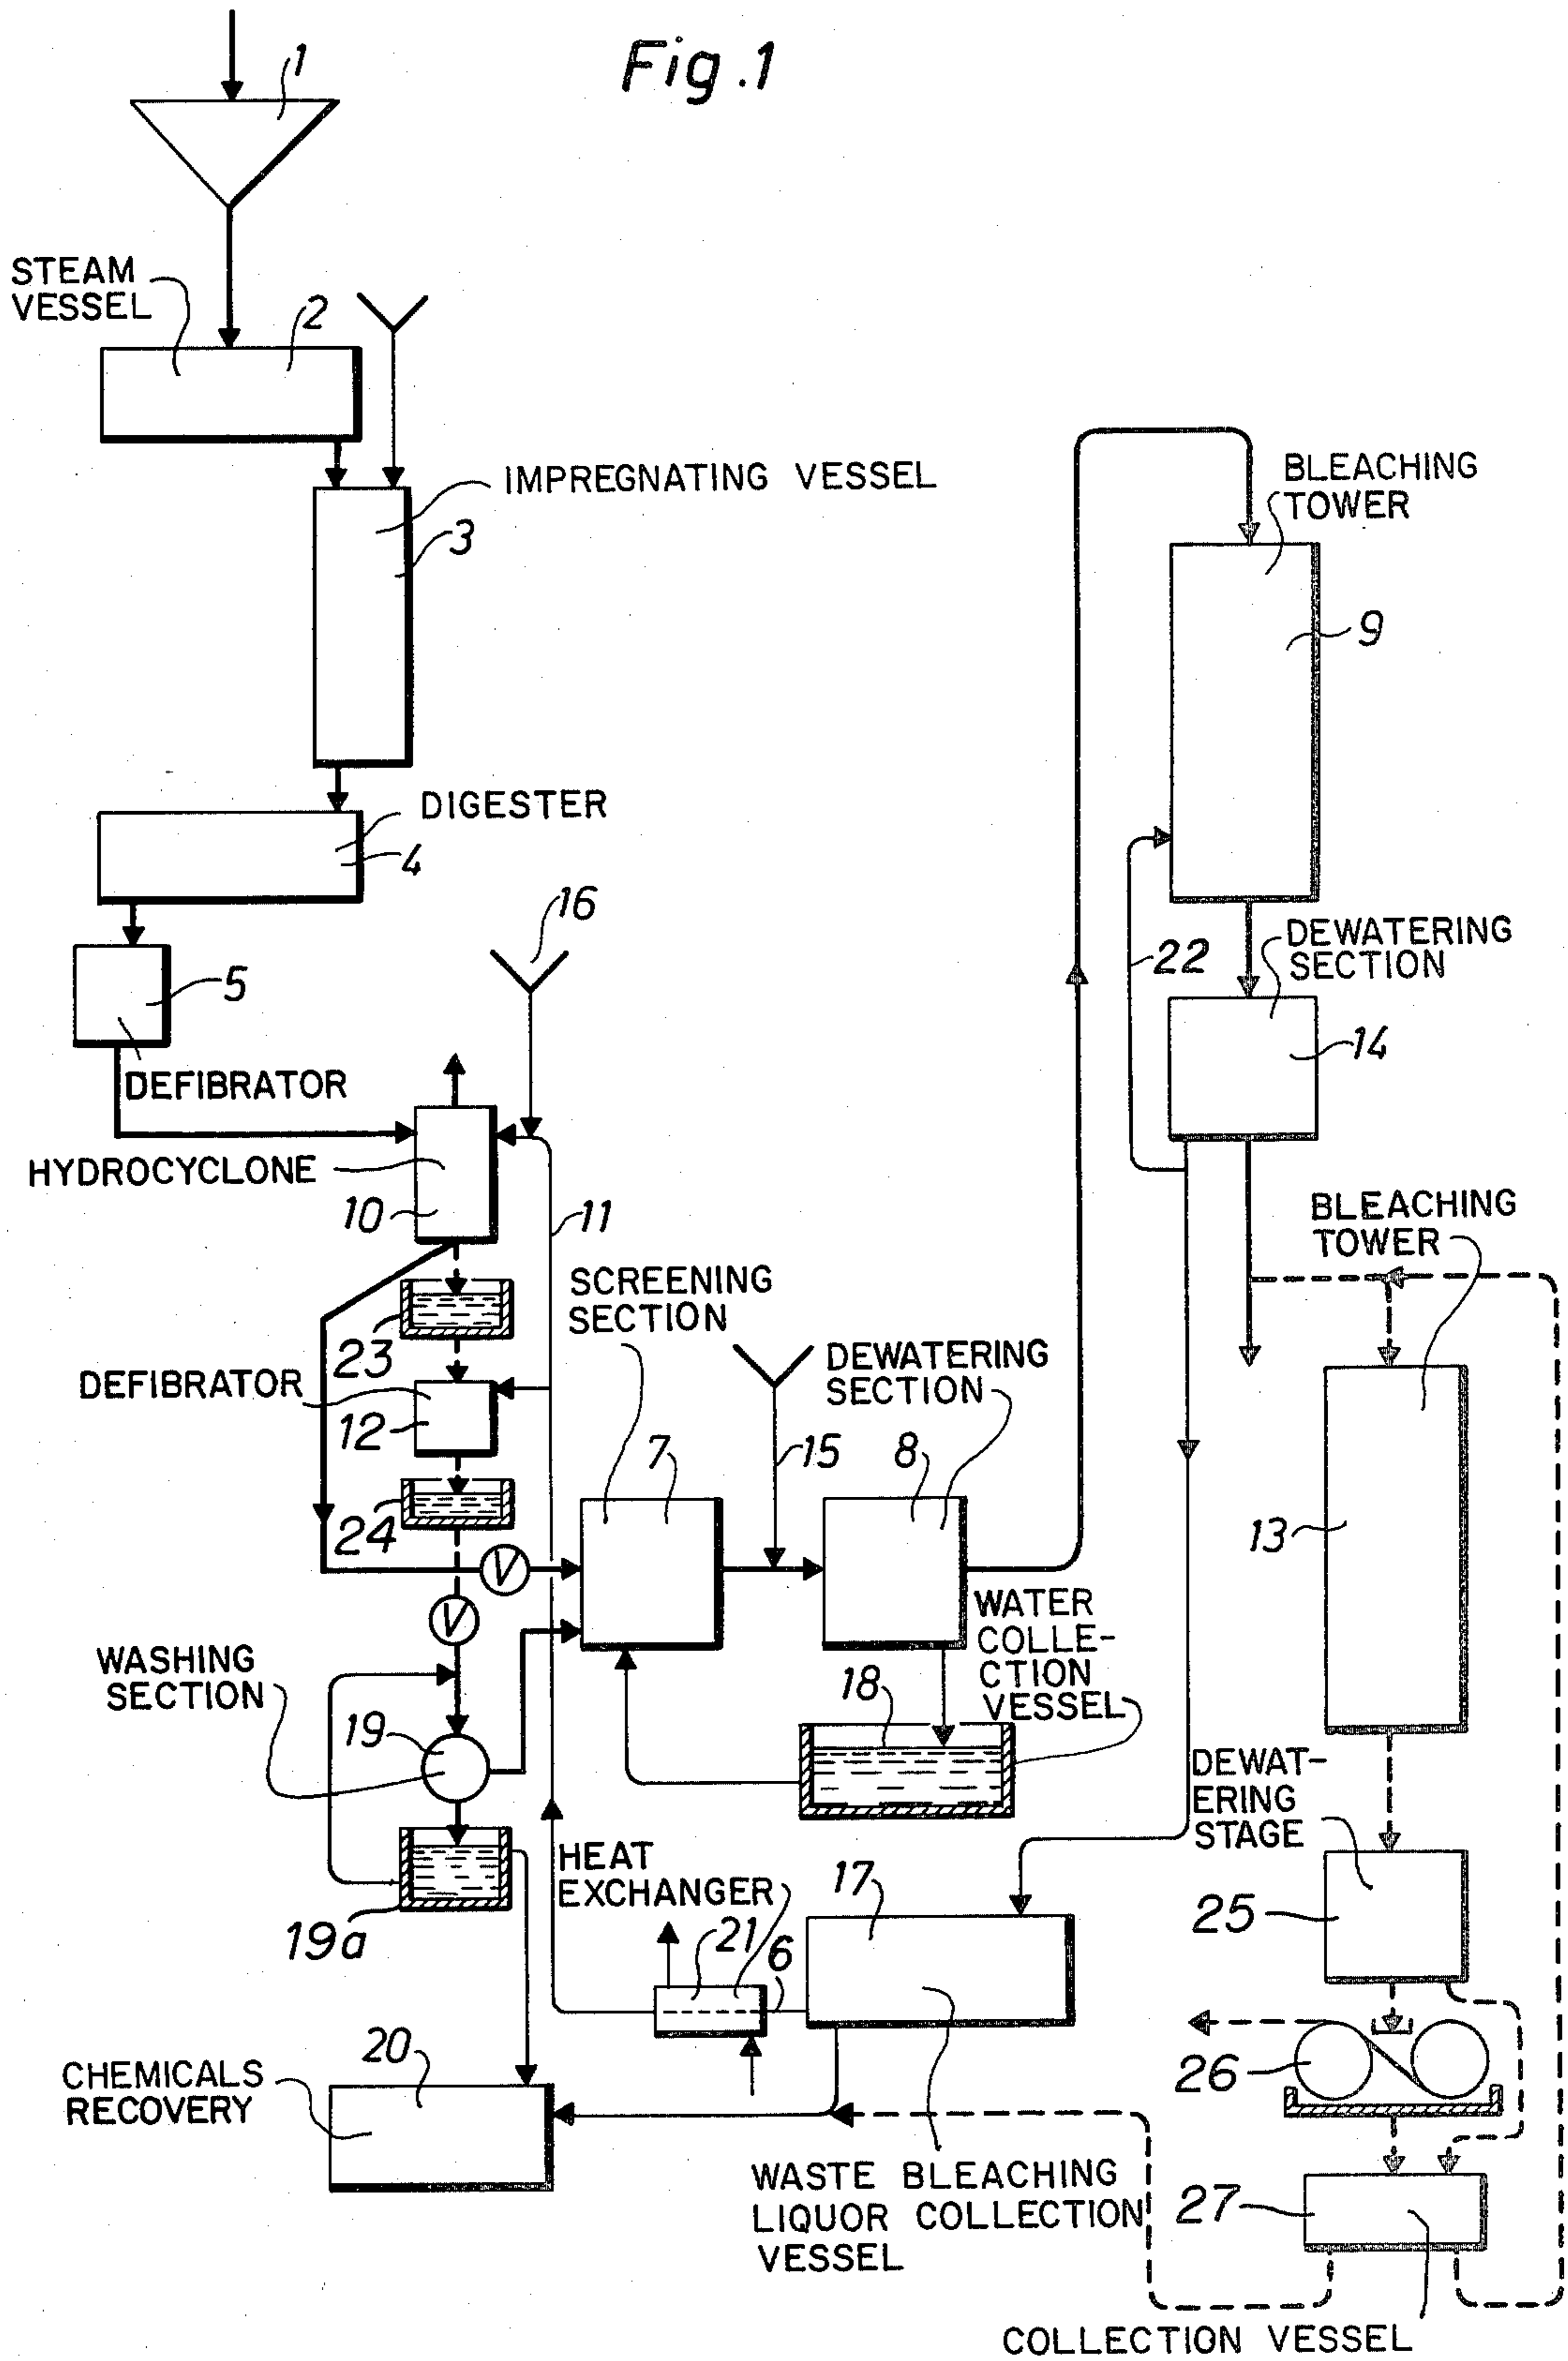 Fig.1
1
STEAM
VESSEL
2
IMPREGNATING VESSEL
3
BLEACHING
TOWER
9
DIGESTER
4
16
5
22
DEWATERING
SECTION
14
DEFIBRATOR
HYDROCYCLONE
10
11
BLEACHING
TOWER
SCREENING
SECTION
23
DEWATERING
SECTION
DEFIBRATOR
12
7
15
8
24
13
V
V
WATER
COLLE-
CTION
VESSEL
WASHING
SECTION
18
19
DEWAT-
ERING
STAGE
HEAT
EXCHANGER
17
19a
21
6
25
20
CHEMICALS
RECOVERY
26
WASTE BLEACHING
LIQUOR COLLECTION
VESSEL
27
COLLECTION VESSEL